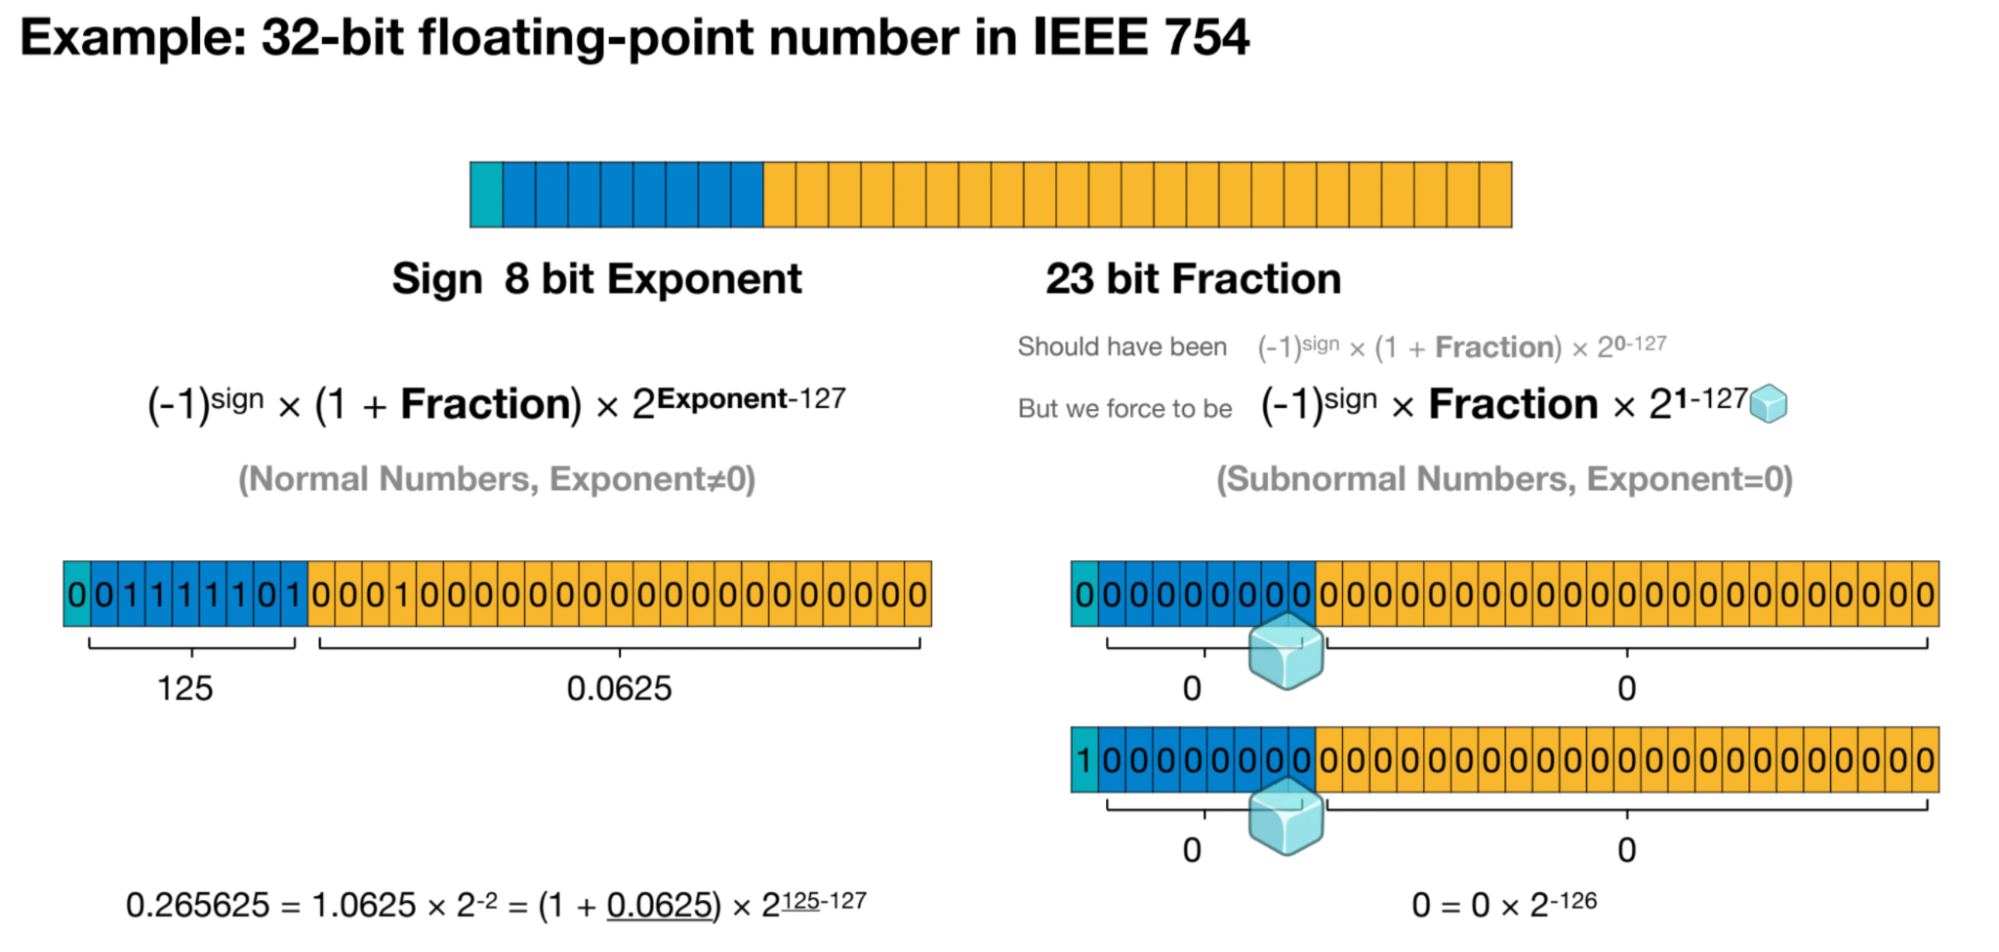 Example: 32-bit floating-point number in IEEE 754
Sign 8 bit Exponent
23 bit Fraction
(-1)^sign × (1 + Fraction) × 2^Exponent-127
(Normal Numbers, Exponent≠0)
Should have been (-1)^sign × (1 + Fraction) × 2^0-127
But we force to be (-1)^sign × Fraction × 2^1-127
(Subnormal Numbers, Exponent=0)
0 0 1 1 1 1 1 0 1 0 0 0 1 0 0 0 0 0 0 0 0 0 0 0 0 0 0 0 0 0 0 0
125 0.0625
0.265625 = 1.0625 × 2^-2 = (1 + 0.0625) × 2^125-127
0 0 0 0 0 0 0 0 0 0 0 0 0 0 0 0 0 0 0 0 0 0 0 0 0 0 0 0 0 0 0 0
0 0
1 0 0 0 0 0 0 0 0 0 0 0 0 0 0 0 0 0 0 0 0 0 0 0 0 0 0 0 0 0 0 0
0 0
0 = 0 × 2^-126